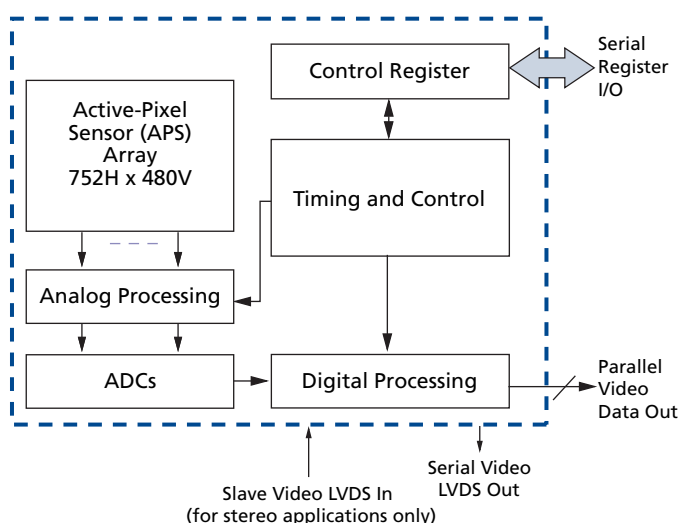 Control Register
Serial
Register
I/O
Active-Pixel
Sensor (APS)
Array
752H x 480V
Timing and Control
Analog Processing
ADCs
Digital Processing
Parallel
Video
Data Out
Slave Video LVDS In
(for stereo applications only)
Serial Video
LVDS Out